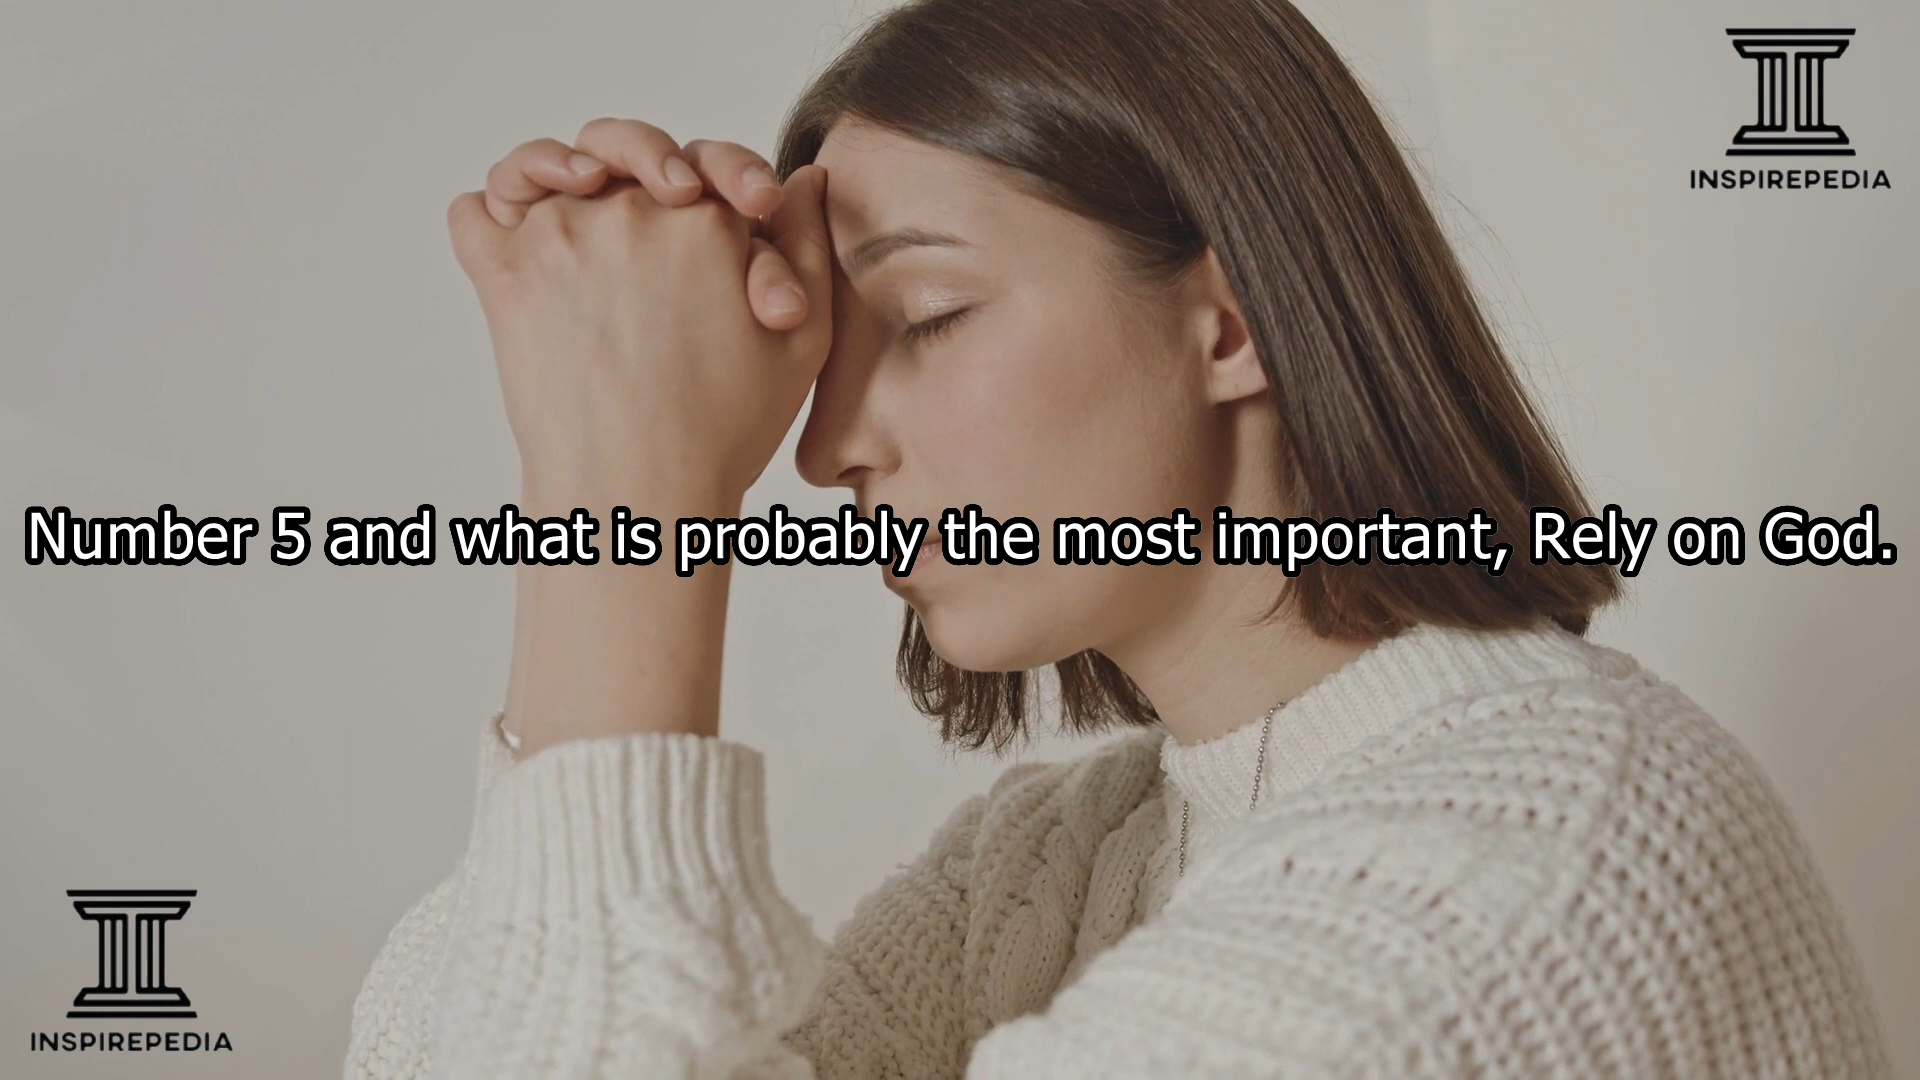 INSPIREPEDIA
Number 5 and what is probably the most important, Rely on God.
INSPIREPEDIA